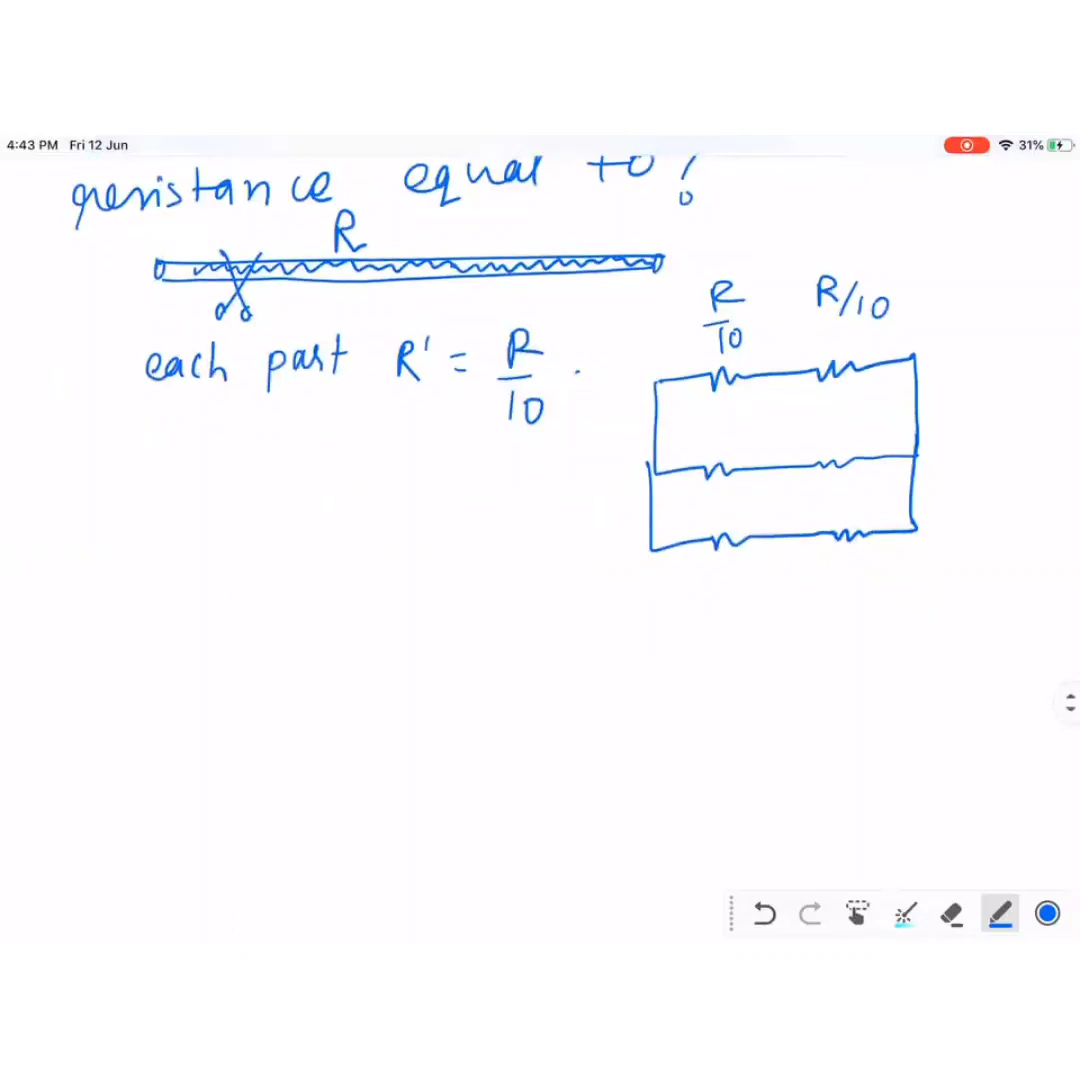 4:43 PM Fri 12 Jun 31%
resistance equal to?
R
R/10 R/10
each part R' = R/10 .